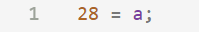 1 28 = a;